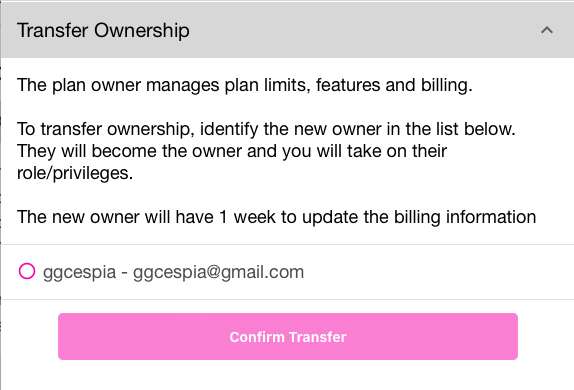 Transfer Ownership
The plan owner manages plan limits, features and billing.
To transfer ownership, identify the new owner in the list below.
They will become the owner and you will take on their
role/privileges.
The new owner will have 1 week to update the billing information
ggcespia - ggcespia@gmail.com
Confirm Transfer